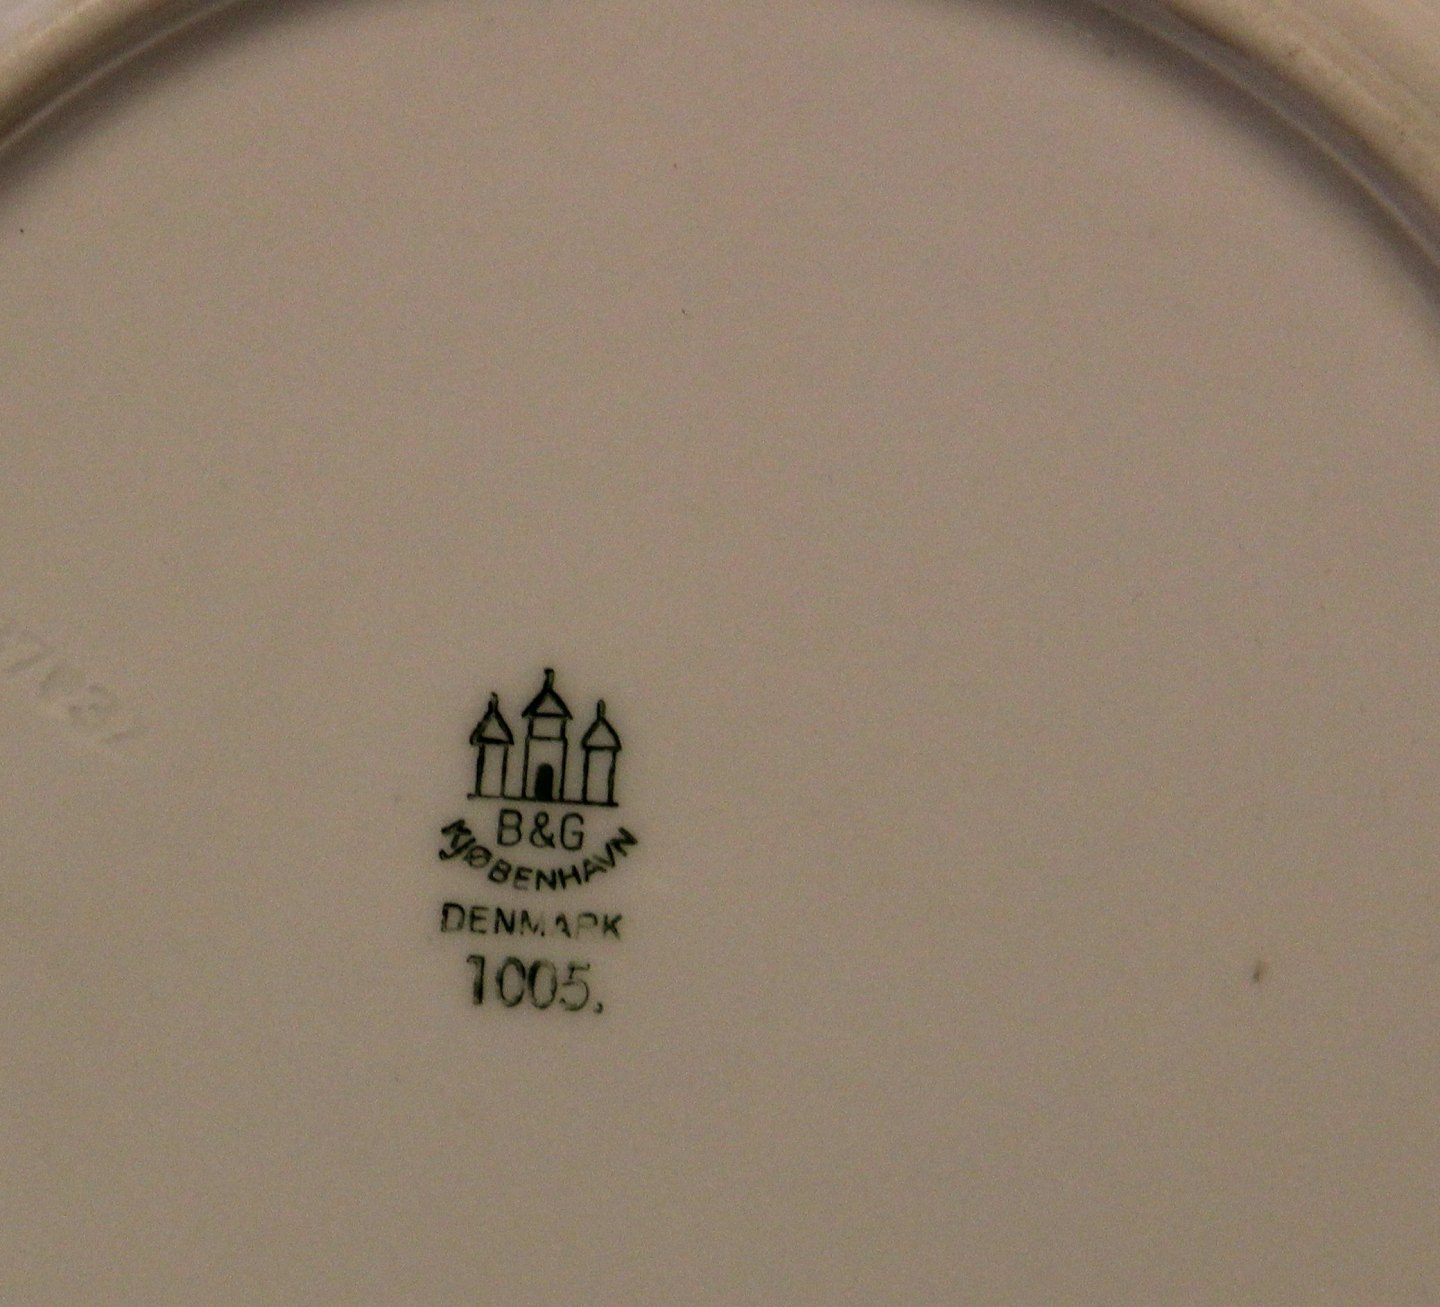 B&G
KJØBENHAVN
DENMARK
1005.